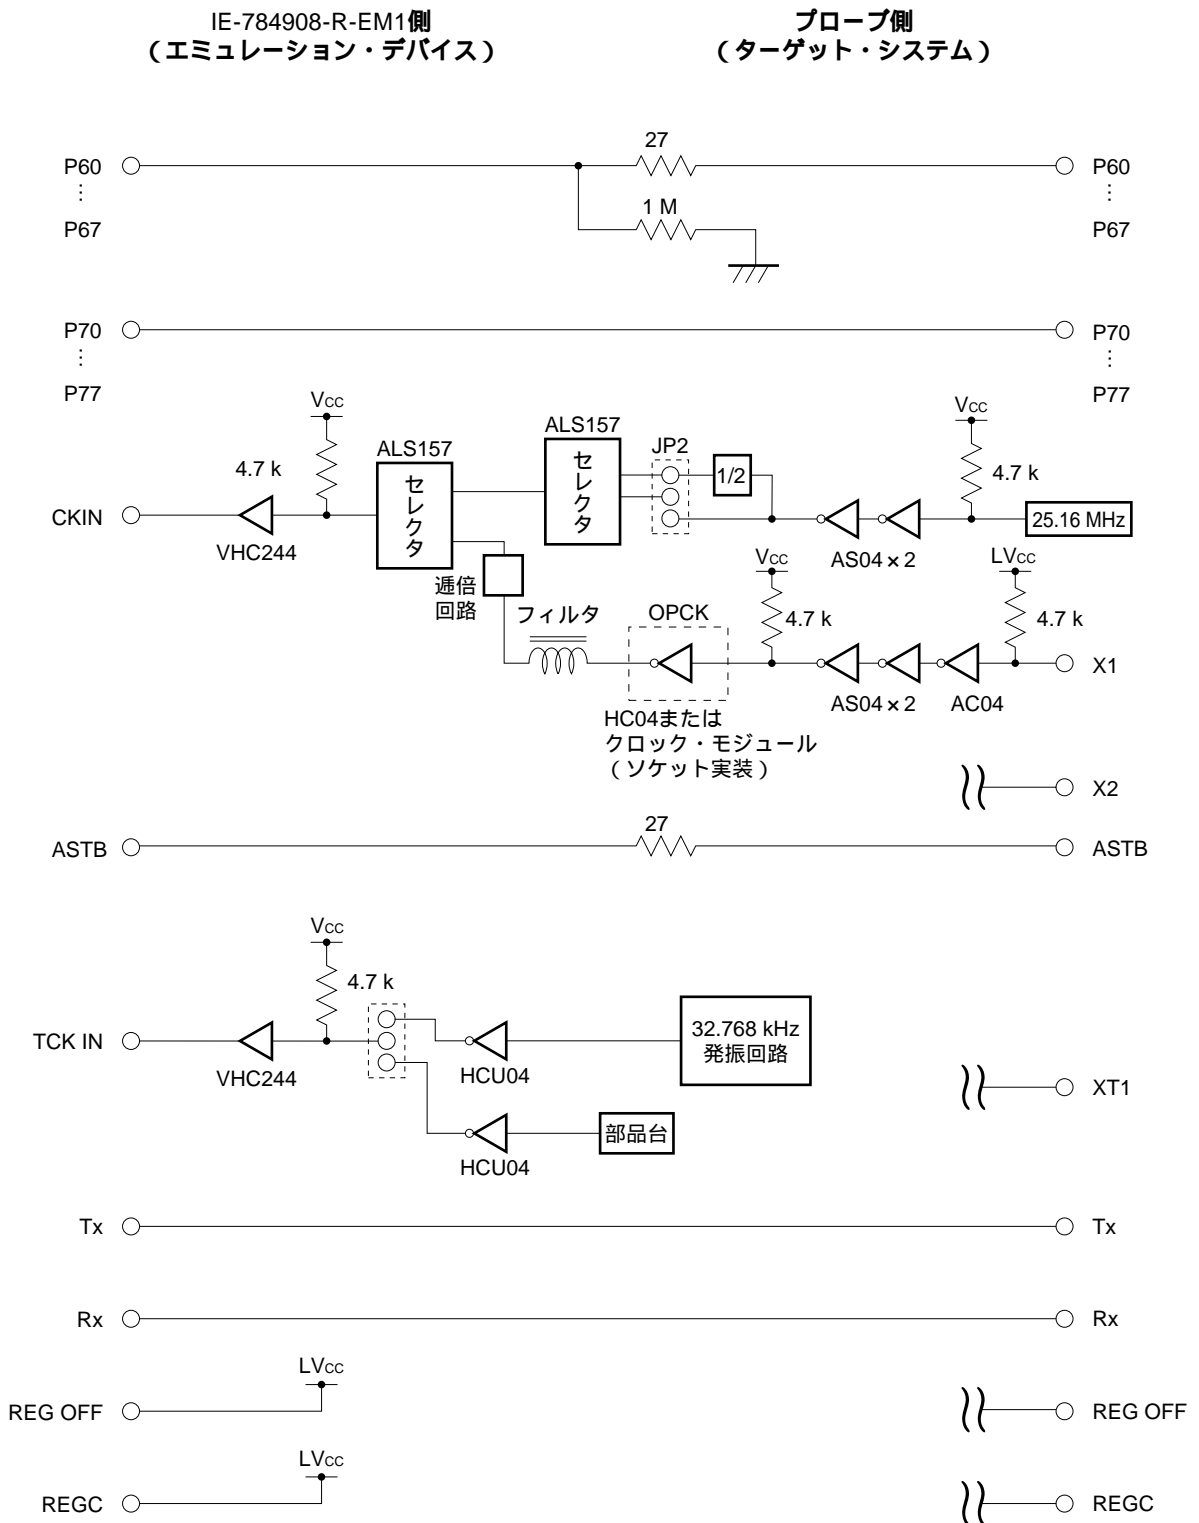 IE-784908-R-EM1側
（エミュレーション・デバイス）
プローブ側
（ターゲット・システム）
P60
⋮
P67
27
1 M
P60
⋮
P67
P70
⋮
P77
P70
⋮
P77
CKIN
VHC244
4.7 k
Vcc
ALS157
セレクタ
ALS157
セレクタ
JP2
1/2
AS04×2
Vcc
4.7 k
25.16 MHz
逓倍
回路
フィルタ
OPCK
HC04または
クロック・モジュール
（ソケット実装）
Vcc
4.7 k
AS04×2
AC04
LVcc
4.7 k
X1
X2
ASTB
27
ASTB
TCK IN
VHC244
Vcc
4.7 k
HCU04
32.768 kHz
発振回路
HCU04
部品台
XT1
Tx
Tx
Rx
Rx
REG OFF
LVcc
REG OFF
REGC
LVcc
REGC